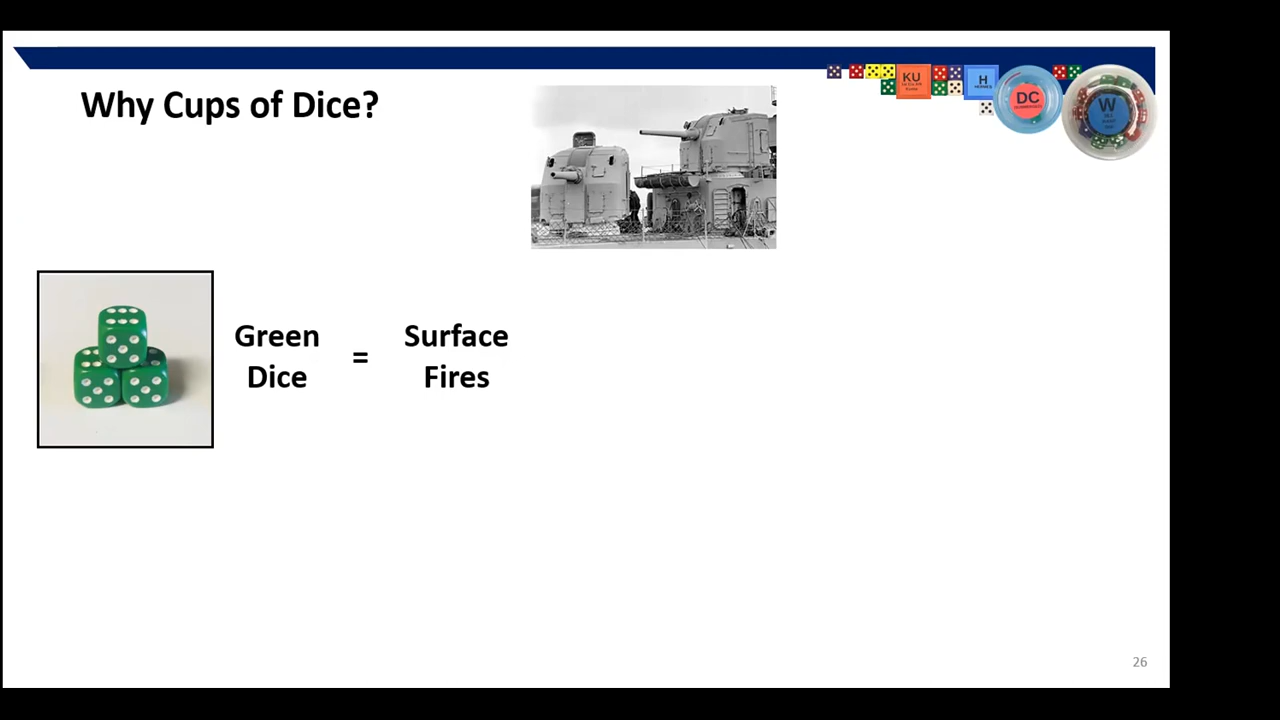 Why Cups of Dice?
KU
H
DC
W
Green
Dice
=
Surface
Fires
26